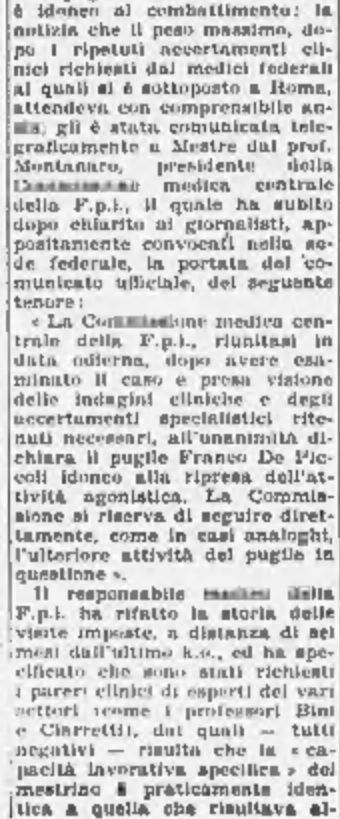 è idoneo al combattimento: la
notizia che il peso massimo, do-
po i ripetuti accertamenti cli-
nici richiesti dai medici federali
ai quali si è sottoposto a Roma,
attendeva con comprensibile an-
gli è stata comunicata tele-
graficamente a Mestre dal prof.
Montanaro, presidente della
medica centrale
della F.p.i., il quale ha subito
dopo chiarito ai giornalisti, ap-
positamente convocati nella se-
de federale, la portata del co-
municato ufficiale, del seguente
tenore:
« La Commissione medica cen-
trale della F.p.i., riunitasi in
data odierna, dopo avere esa-
minato il caso e presa visione
delle indagini cliniche e degli
accertamenti specialistici rite-
nuti necessari, all'unanimità di-
chiara il pugile Franco De Pic-
coli idoneo alla ripresa dell'at-
tività agonistica. La Commis-
sione si riserva di seguire diret-
tamente, come in casi analoghi,
l'ulteriore attività del pugile in
questione ».
Il responsabile della
F.p.i. ha rifatto la storia delle
visite imposte, a distanza di sei
mesi dall'ultimo k.o., ed ha spe-
cificato che sono stati richiesti
i pareri clinici di esperti dei vari
settori (come i professori Bini
e Ciarretti), dai quali — tutti
negativi — risulta che la « ca-
pacità lavorativa specifica » del
mestrino è praticamente iden-
tica a quella che risultava al-